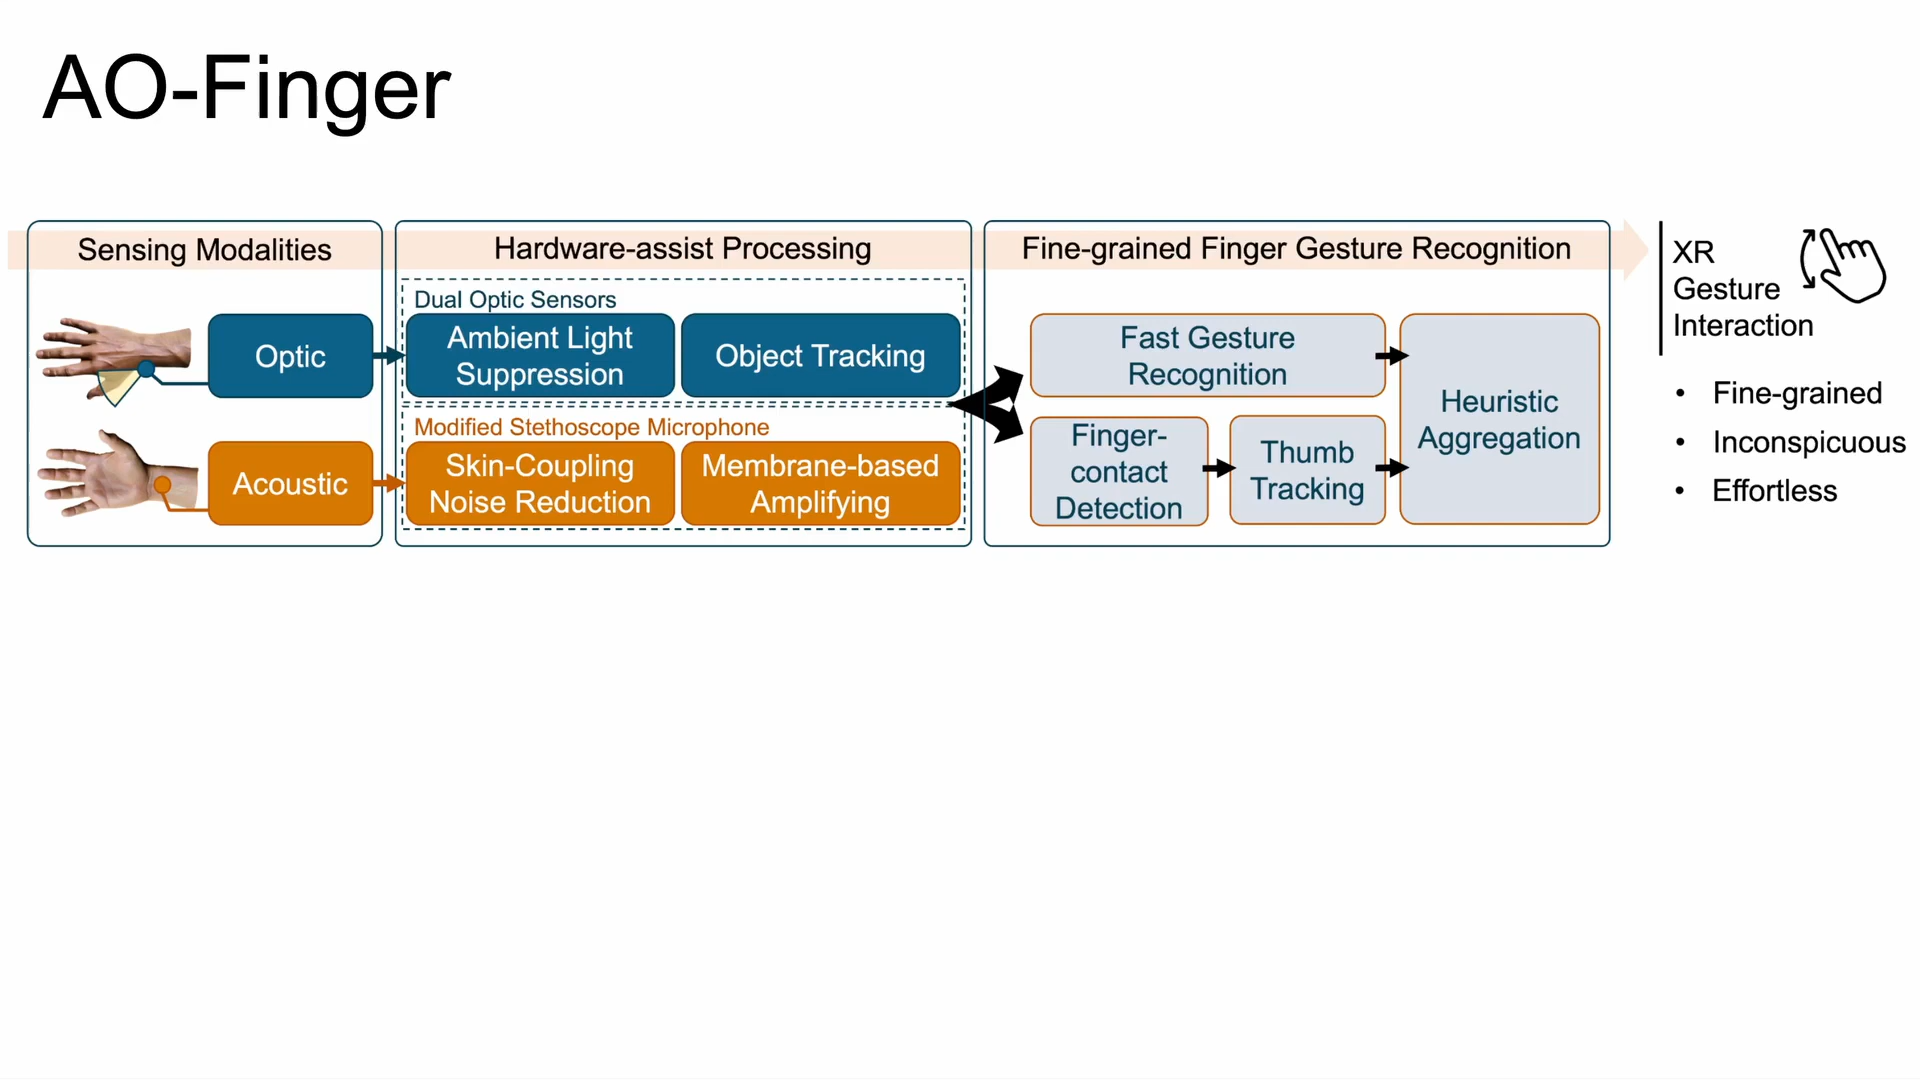 AO-Finger
Sensing Modalities
Optic
Acoustic
Hardware-assist Processing
Dual Optic Sensors
Ambient Light
Suppression
Object Tracking
Modified Stethoscope Microphone
Skin-Coupling
Noise Reduction
Membrane-based
Amplifying
Fine-grained Finger Gesture Recognition
Fast Gesture
Recognition
Finger-
contact
Detection
Thumb
Tracking
Heuristic
Aggregation
XR
Gesture
Interaction
• Fine-grained
• Inconspicuous
• Effortless